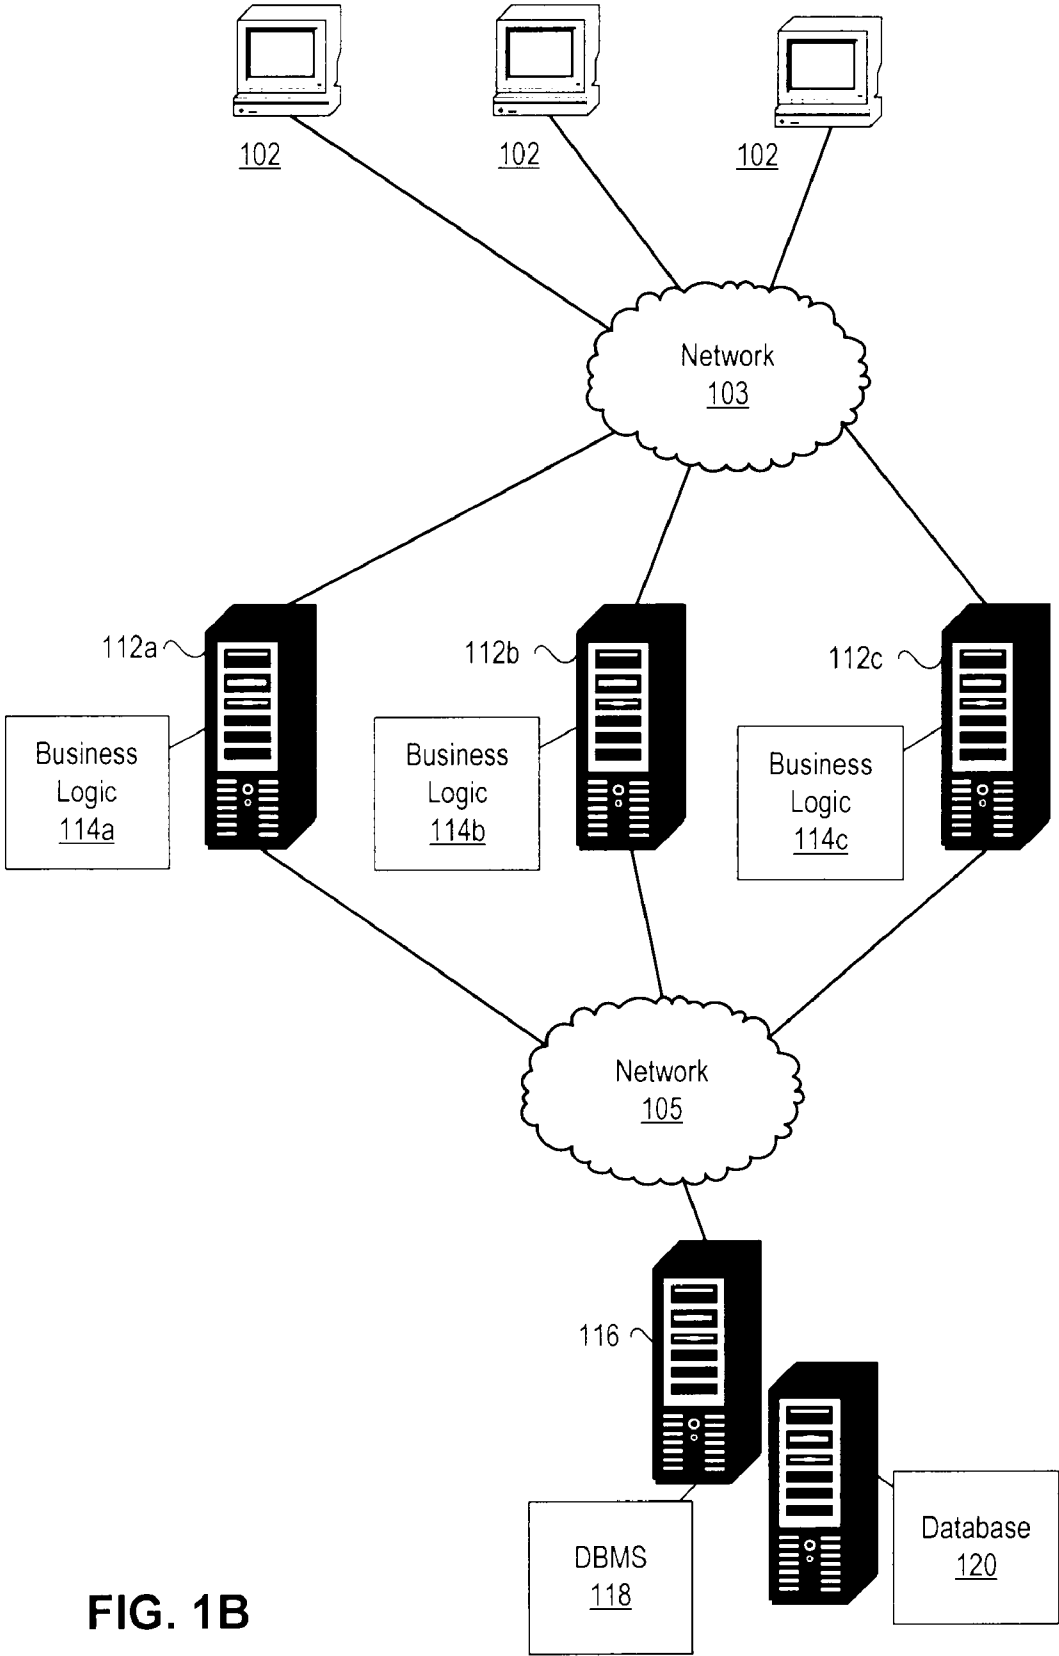 102
102
102
Network
103
112a
112b
112c
Business
Logic
114a
Business
Logic
114b
Business
Logic
114c
Network
105
116
DBMS
118
Database
120
FIG. 1B